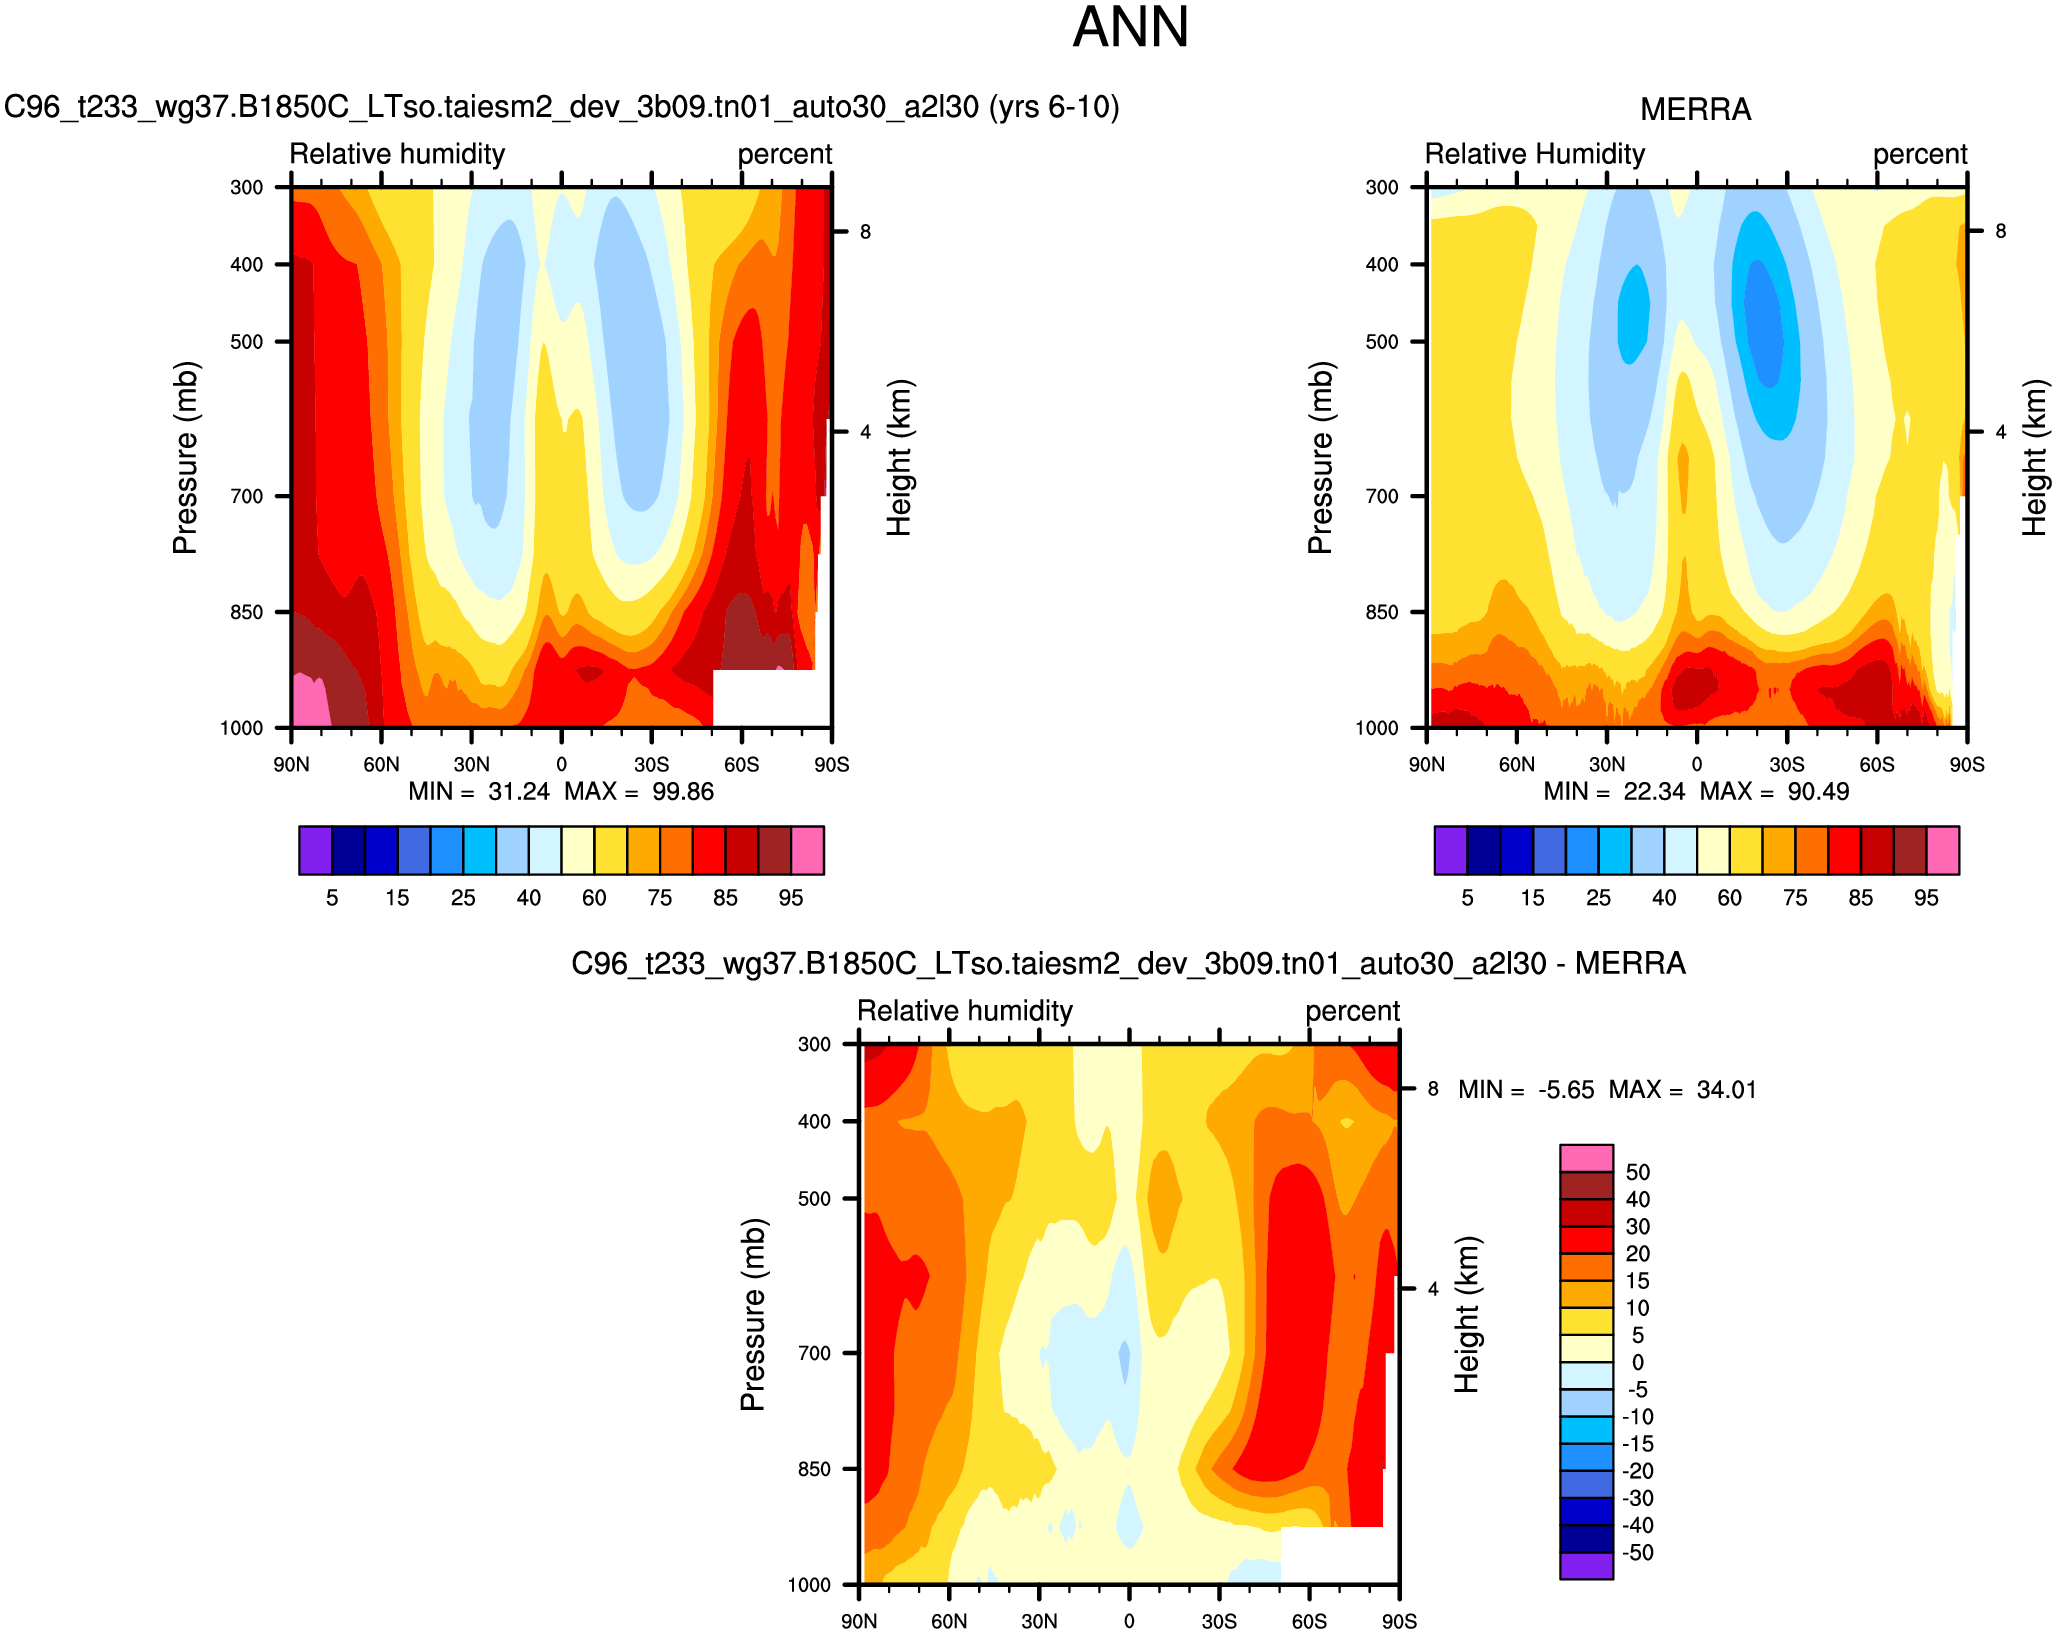 ANN
C96_t233_wg37.B1850C_LTso.taiesm2_dev_3b09.tn01_auto30_a2l30 (yrs 6-10)
Relative humidity percent
300
400
500
700
850
1000
Pressure (mb)
8
4
Height (km)
90N 60N 30N 0 30S 60S 90S
MIN = 31.24 MAX = 99.86
5 15 25 40 60 75 85 95
MERRA
Relative Humidity percent
300
400
500
700
850
1000
Pressure (mb)
8
4
Height (km)
90N 60N 30N 0 30S 60S 90S
MIN = 22.34 MAX = 90.49
5 15 25 40 60 75 85 95
C96_t233_wg37.B1850C_LTso.taiesm2_dev_3b09.tn01_auto30_a2l30 - MERRA
Relative humidity percent
300
400
500
700
850
1000
Pressure (mb)
8
4
Height (km)
90N 60N 30N 0 30S 60S 90S
MIN = -5.65 MAX = 34.01
50
40
30
20
15
10
5
0
-5
-10
-15
-20
-30
-40
-50